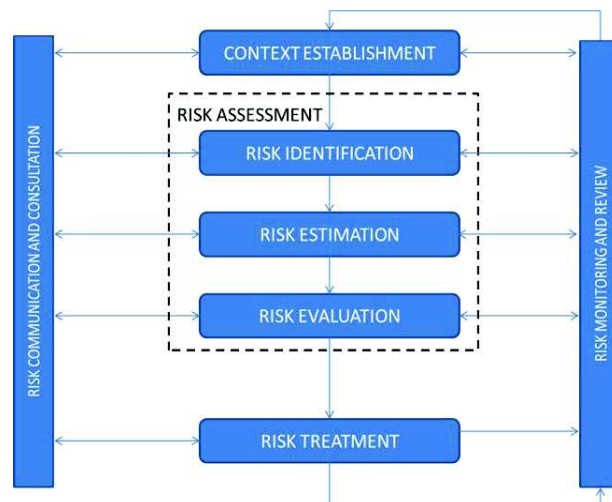 CONTEXT ESTABLISHMENT
RISK ASSESSMENT
RISK IDENTIFICATION
RISK ESTIMATION
RISK EVALUATION
RISK TREATMENT
RISK COMMUNICATION AND CONSULTATION
RISK MONITORING AND REVIEW